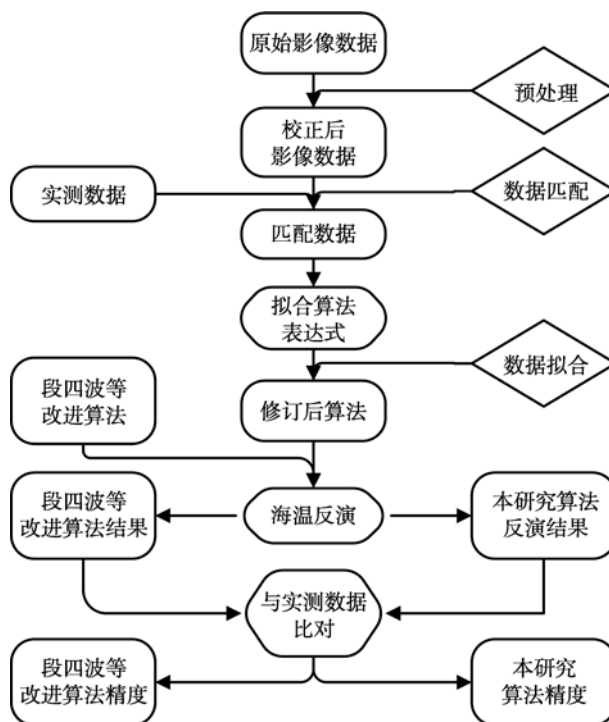 原始影像数据
预处理
校正后
影像数据
实测数据
数据匹配
匹配数据
拟合算法
表达式
数据拟合
段四波等
改进算法
修订后算法
段四波等
改进算法结果
海温反演
本研究算法
反演结果
与实测数据
比对
段四波等
改进算法精度
本研究
算法精度